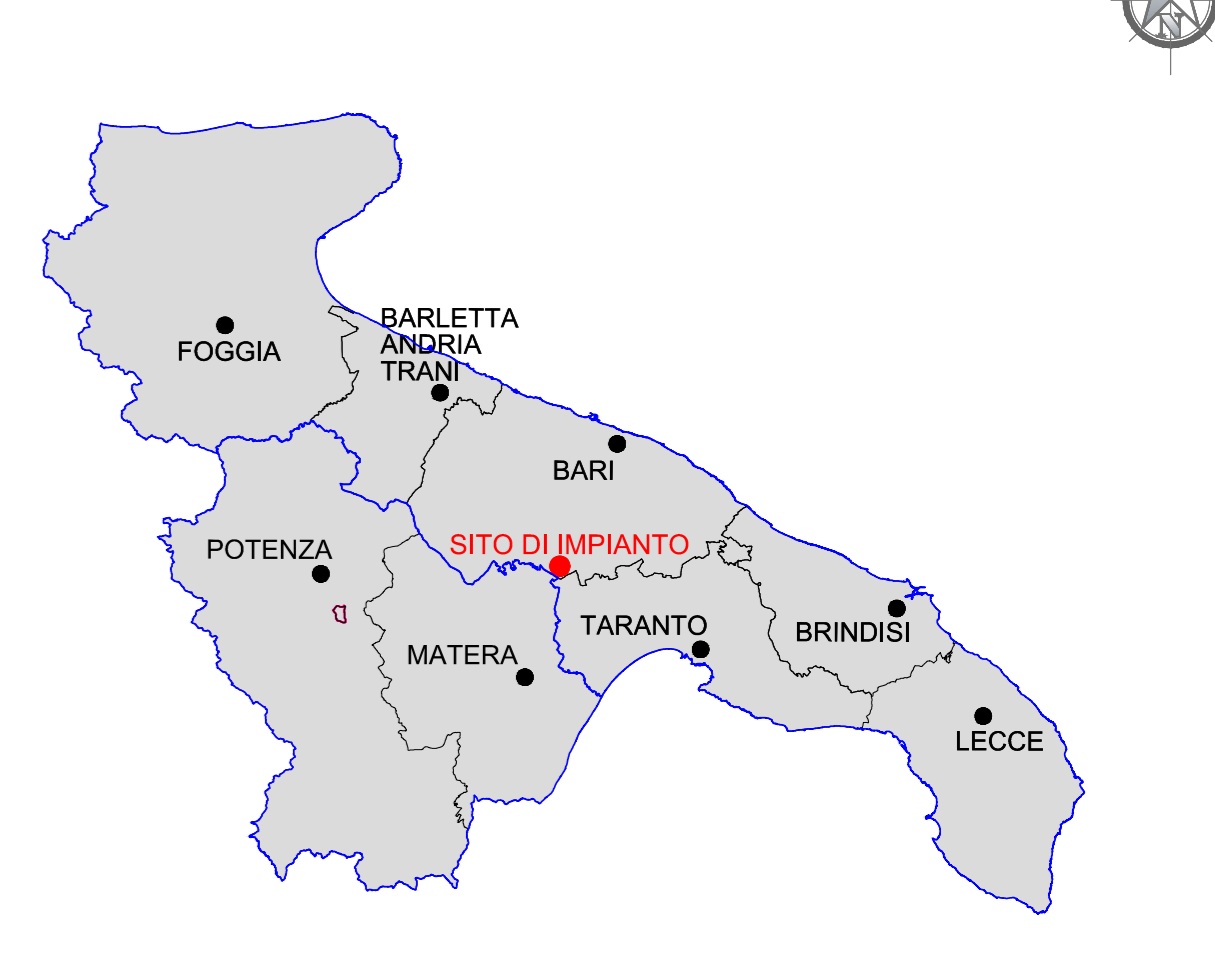 N
BARLETTA
ANDRIA
TRANI
FOGGIA
BARI
SITO DI IMPIANTO
POTENZA
TARANTO
BRINDISI
MATERA
LECCE